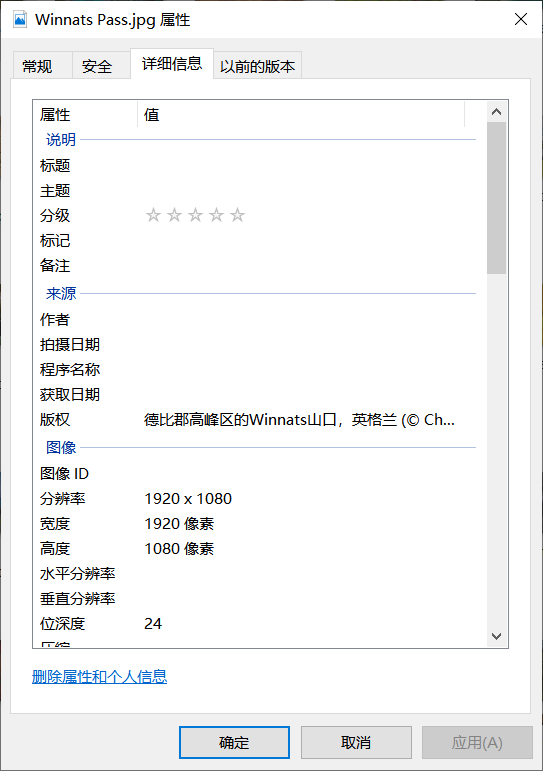 Winnats Pass.jpg 属性
常规 安全 详细信息 以前的版本
属性 值
说明
标题
主题
分级
标记
备注
来源
作者
拍摄日期
程序名称
获取日期
版权 德比郡高峰区的Winnats山口，英格兰 (© Ch...
图像
图像 ID
分辨率 1920 x 1080
宽度 1920 像素
高度 1080 像素
水平分辨率
垂直分辨率
位深度 24
压缩
删除属性和个人信息
确定 取消 应用(A)